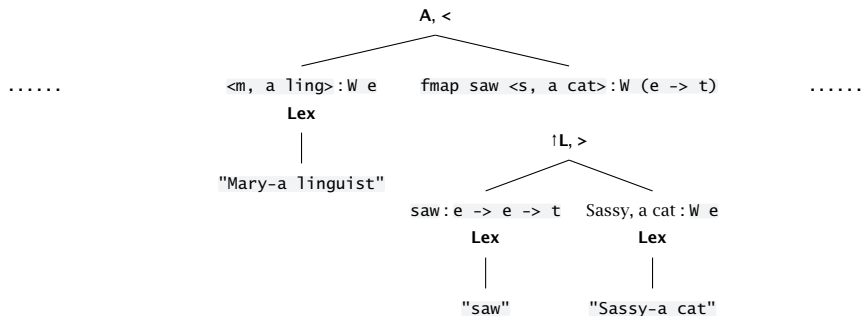 A, <
...... <m, a ling>:W e fmap saw <s, a cat>:W (e -> t) ......
Lex
↑L, >
"Mary-a linguist"
saw:e -> e -> t Sassy, a cat:W e
Lex Lex
"saw" "Sassy-a cat"